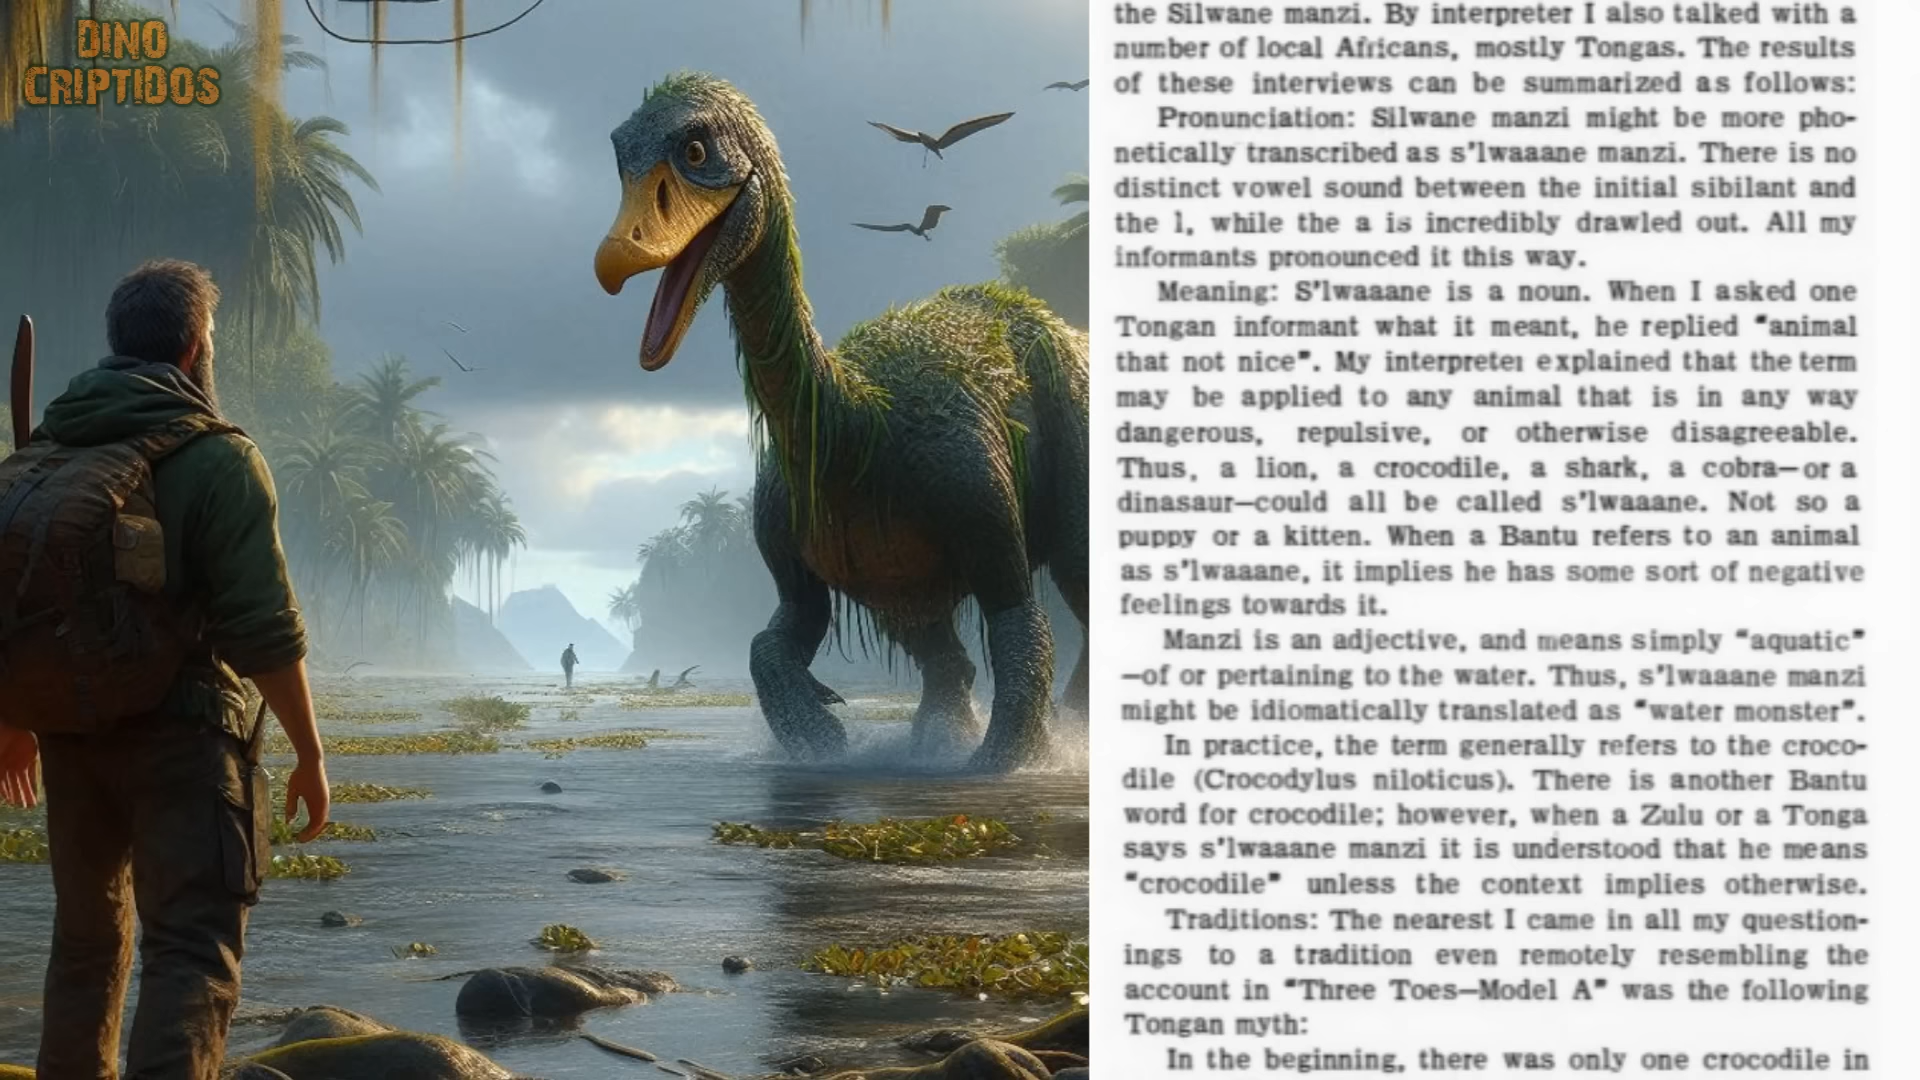 DINO
CRIPTIDOS
the Silwane manzi. By interpreter I also talked with a
number of local Africans, mostly Tongas. The results
of these interviews can be summarized as follows:
Pronunciation: Silwane manzi might be more pho-
netically transcribed as s'lwaaane manzi. There is no
distinct vowel sound between the initial sibilant and
the l, while the a is incredibly drawled out. All my
informants pronounced it this way.
Meaning: S'lwaaane is a noun. When I asked one
Tongan informant what it meant, he replied "animal
that not nice". My interpreter explained that the term
may be applied to any animal that is in any way
dangerous, repulsive, or otherwise disagreeable.
Thus, a lion, a crocodile, a shark, a cobra—or a
dinasaur—could all be called s'lwaaane. Not so a
puppy or a kitten. When a Bantu refers to an animal
as s'lwaaane, it implies he has some sort of negative
feelings towards it.
Manzi is an adjective, and means simply "aquatic"
—of or pertaining to the water. Thus, s'lwaaane manzi
might be idiomatically translated as "water monster".
In practice, the term generally refers to the croco-
dile (Crocodylus niloticus). There is another Bantu
word for crocodile; however, when a Zulu or a Tonga
says s'lwaaane manzi it is understood that he means
"crocodile" unless the context implies otherwise.
Traditions: The nearest I came in all my question-
ings to a tradition even remotely resembling the
account in "Three Toes—Model A" was the following
Tongan myth:
In the beginning, there was only one crocodile in